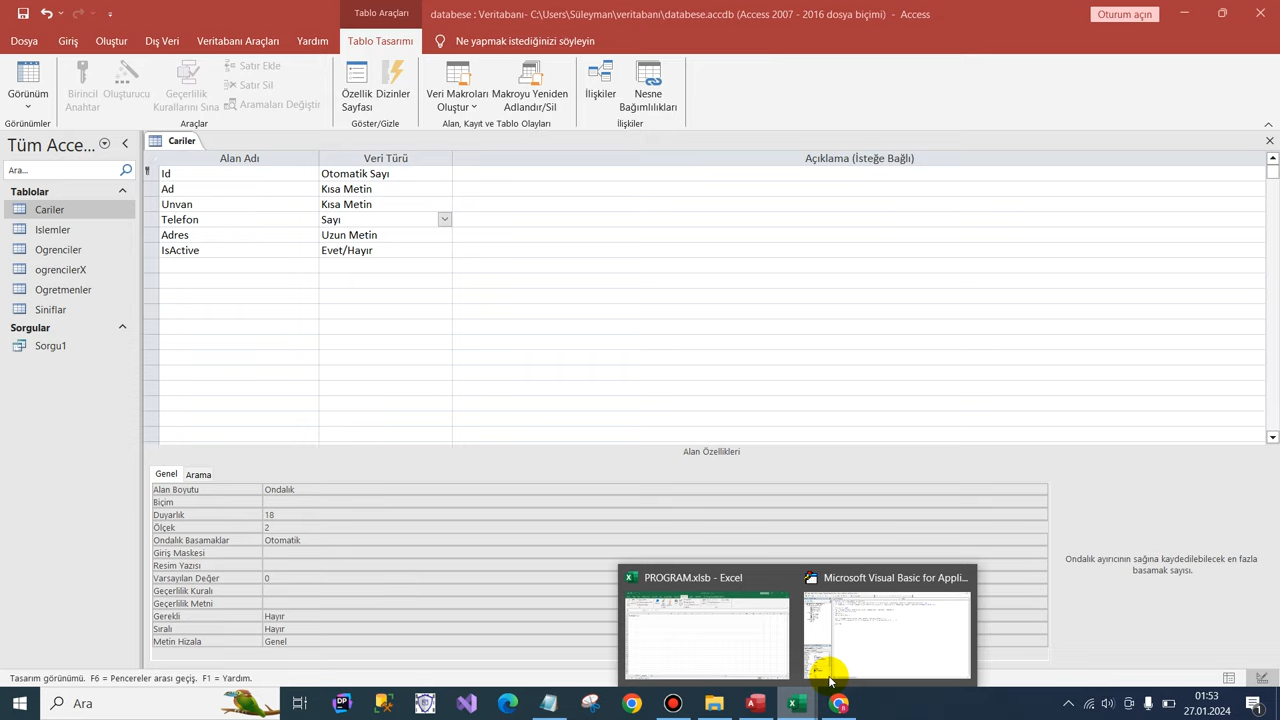 Tablo Araçları
databese : Veritabanı- C:\Users\Süleyman\veritabanı\databese.accdb (Access 2007 - 2016 dosya biçimi) - Access
Oturum açın
Dosya Giriş Oluştur Dış Veri Veritabanı Araçları Yardım Tablo Tasarımı Ne yapmak istediğinizi söyleyin
Görünüm
Birincil Anahtar
Oluşturucu
Geçerlilik Kurallarını Sına
Satır Ekle
Satır Sil
Aramaları Değiştir
Özellik Sayfası
Dizinler
Veri Makroları Oluştur
Makroyu Yeniden Adlandır/Sil
İlişkiler
Nesne Bağımlılıkları
Görünümler Araçlar Göster/Gizle Alan, Kayıt ve Tablo Olayları İlişkiler
Tüm Acce...
Ara...
Tablolar
Cariler
Islemler
Ogrenciler
ogrencilerX
Ogretmenler
Siniflar
Sorgular
Sorgu1
Cariler
Alan Adı Veri Türü Açıklama (İsteğe Bağlı)
Id Otomatik Sayı
Ad Kısa Metin
Unvan Kısa Metin
Telefon Sayı
Adres Uzun Metin
IsActive Evet/Hayır
Alan Özellikleri
Genel Arama
Alan Boyutu Ondalık
Biçim
Duyarlık 18
Ölçek 2
Ondalık Basamaklar Otomatik
Giriş Maskesi
Resim Yazısı
Varsayılan Değer 0
Geçerlilik Kuralı
Geçerlilik Metni
Gerekli Hayır
Sıralı Hayır
Metin Hizala Genel
Ondalık ayırıcının sağına kaydedilebilecek en fazla
basamak sayısı.
PROGRAM.xlsb - Excel
Microsoft Visual Basic for Appli...
Tasarım görünümü. F6 = Pencereler arası geçiş. F1 = Yardım.
Ara
01:53
27.01.2024